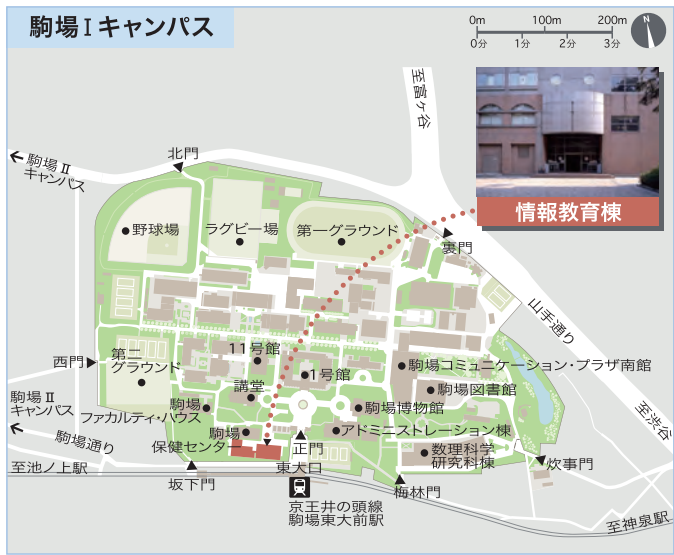 駒場Ⅰキャンパス
0m 100m 200m
0分 1分 2分 3分
N
至富ヶ谷
北門
駒場Ⅱ
キャンパス
情報教育棟
野球場
ラグビー場
第一グラウンド
裏門
山手通り
11号館
第二
グラウンド
西門
1号館
駒場コミュニケーション・プラザ南館
講堂
駒場図書館
駒場Ⅱ
キャンパス
駒場
ファカルティ・ハウス
駒場博物館
至渋谷
駒場
保健センター
アドミニストレーション棟
駒場通り
正門
数理科学
研究科棟
炊事門
至池ノ上駅
坂下門
東大口
梅林門
京王井の頭線
駒場東大前駅
至神泉駅